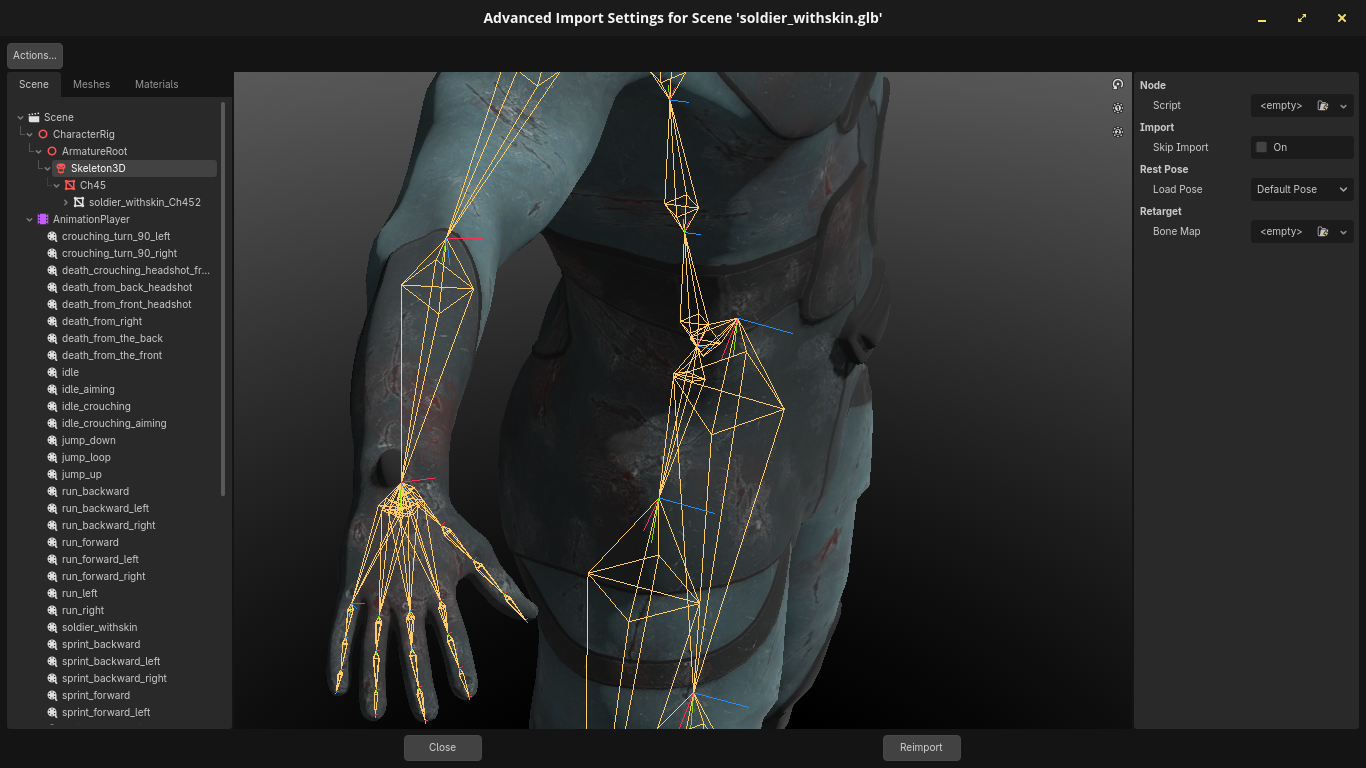 Advanced Import Settings for Scene 'soldier_withskin.glb'
Actions...
Scene Meshes Materials
Scene
CharacterRig
ArmatureRoot
Skeleton3D
Ch45
soldier_withskin_Ch452
AnimationPlayer
crouching_turn_90_left
crouching_turn_90_right
death_crouching_headshot_fr...
death_from_back_headshot
death_from_front_headshot
death_from_right
death_from_the_back
death_from_the_front
idle
idle_aiming
idle_crouching
idle_crouching_aiming
jump_down
jump_loop
jump_up
run_backward
run_backward_left
run_backward_right
run_forward
run_forward_left
run_forward_right
run_left
run_right
soldier_withskin
sprint_backward
sprint_backward_left
sprint_backward_right
sprint_forward
sprint_forward_left
Node
Script <empty>
Import
Skip Import On
Rest Pose
Load Pose Default Pose
Retarget
Bone Map <empty>
Close Reimport